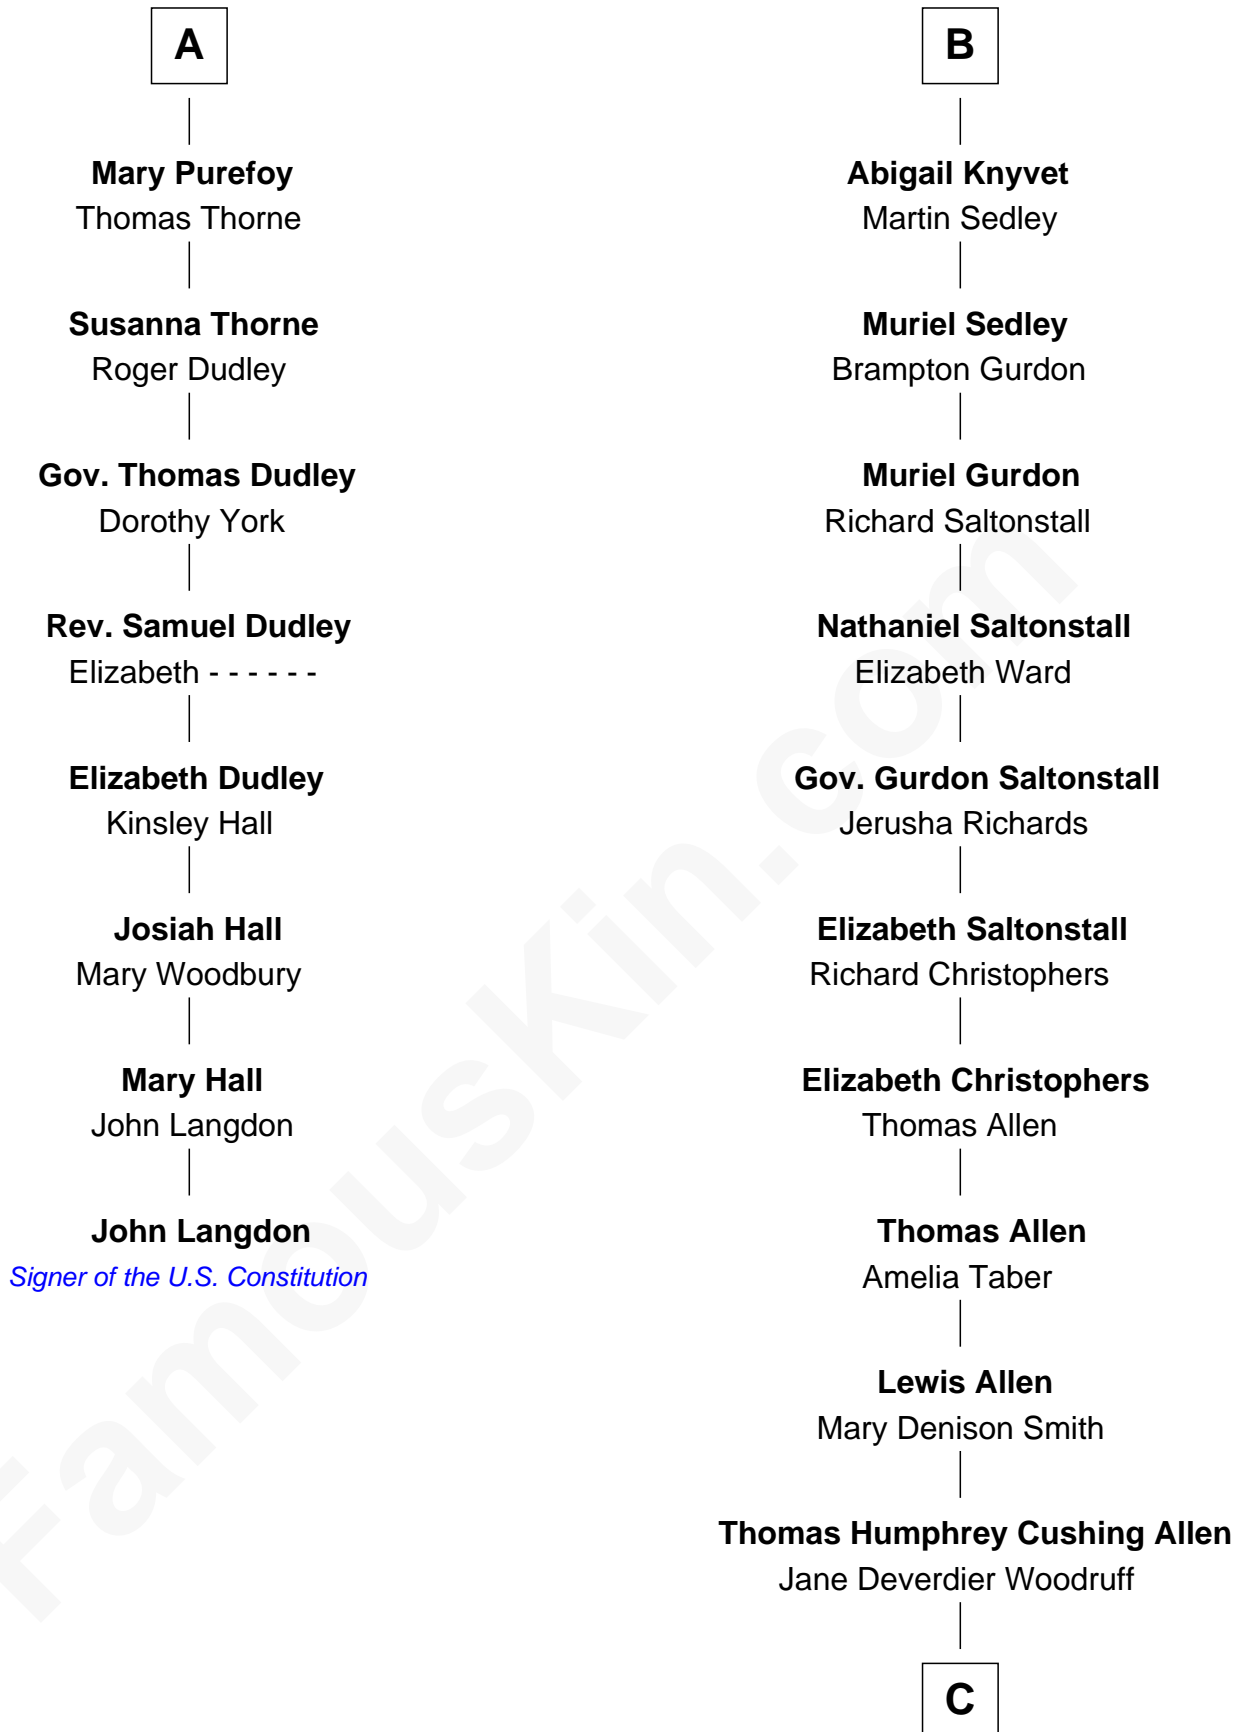 A
Mary Purefoy
Thomas Thorne
Susanna Thorne
Roger Dudley
Gov. Thomas Dudley
Dorothy York
Rev. Samuel Dudley
Elizabeth - - - - - -
Elizabeth Dudley
Kinsley Hall
Josiah Hall
Mary Woodbury
Mary Hall
John Langdon
John Langdon
Signer of the U.S. Constitution
B
Abigail Knyvet
Martin Sedley
Muriel Sedley
Brampton Gurdon
Muriel Gurdon
Richard Saltonstall
Nathaniel Saltonstall
Elizabeth Ward
Gov. Gurdon Saltonstall
Jerusha Richards
Elizabeth Saltonstall
Richard Christophers
Elizabeth Christophers
Thomas Allen
Thomas Allen
Amelia Taber
Lewis Allen
Mary Denison Smith
Thomas Humphrey Cushing Allen
Jane Deverdier Woodruff
C
FamousKin.com